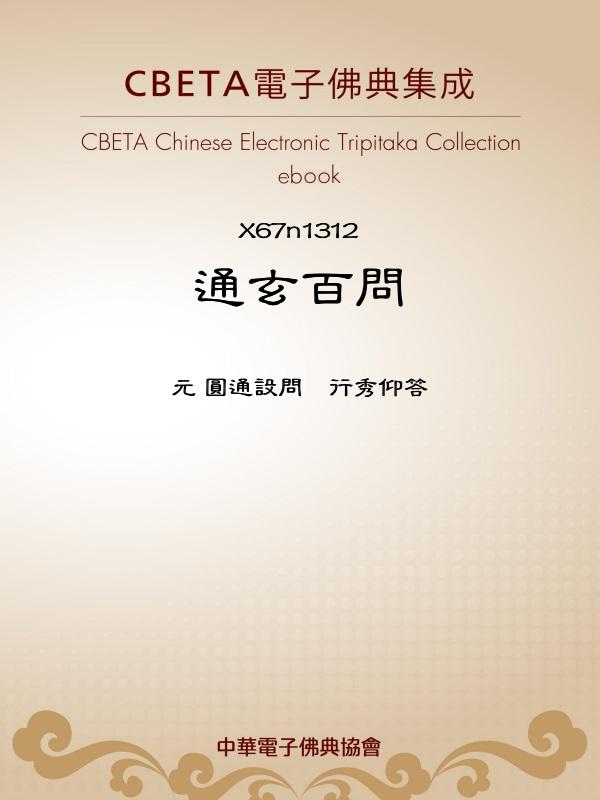 CBETA電子佛典集成
CBETA Chinese Electronic Tripitaka Collection
ebook
X67n1312
通玄百問
元 圓通設問　行秀仰答
中華電子佛典協會